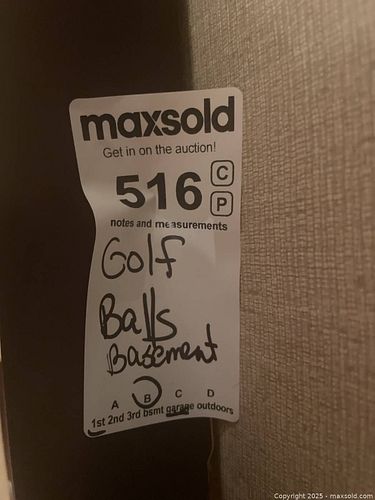 maxsold
Get in on the auction!
516 C
P
notes and measurements
Golf
Balls
Basement
A B C D
1st 2nd 3rd bsmt garage outdoors
Copyright 2025 - maxsold.com